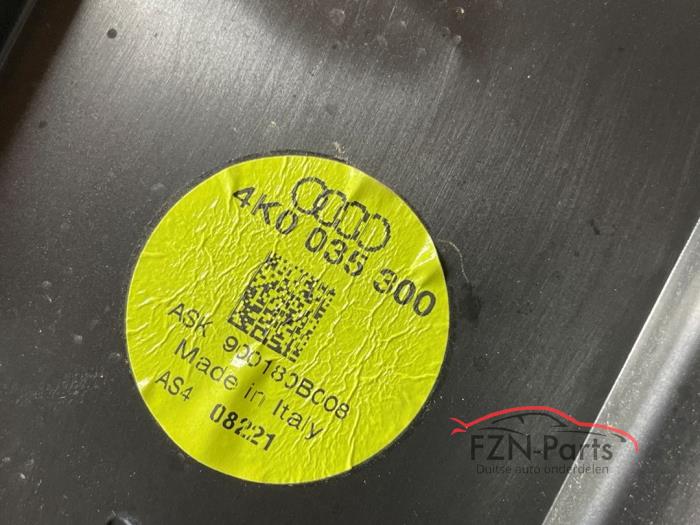 4K0 035 300
ASK 900180B008
Made in Italy
AS4 08221
FZN-Parts
Duitse auto onderdelen